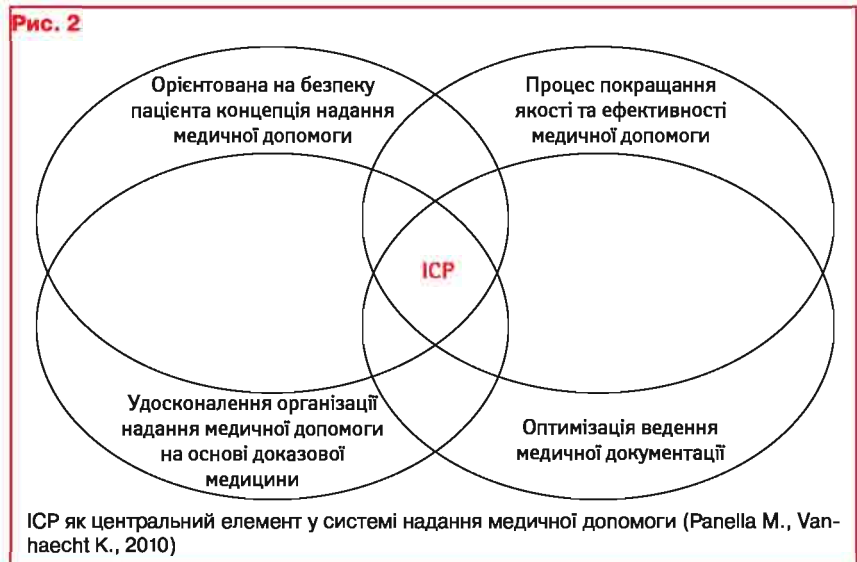 Рис. 2
Орієнтована на безпеку
пацієнта концепція надання
медичної допомоги
Процес покращання
якості та ефективності
медичної допомоги
ICP
Удосконалення організації
надання медичної допомоги
на основі доказової
медицини
Оптимізація ведення
медичної документації
ICP як центральний елемент у системі надання медичної допомоги (Panella M., Van-
haecht K., 2010)